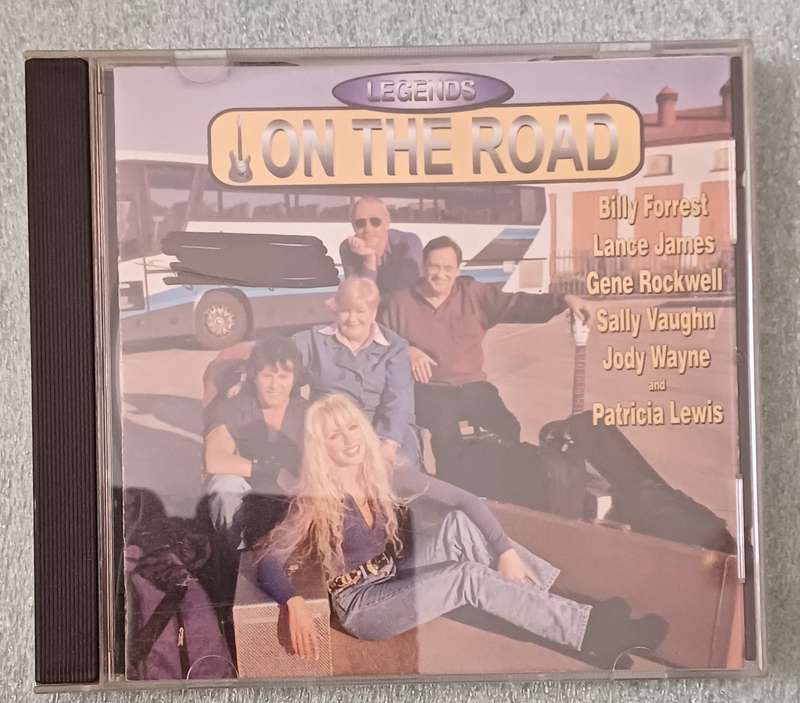 LEGENDS
ON THE ROAD
Billy Forrest
Lance James
Gene Rockwell
Sally Vaughn
Jody Wayne
and
Patricia Lewis